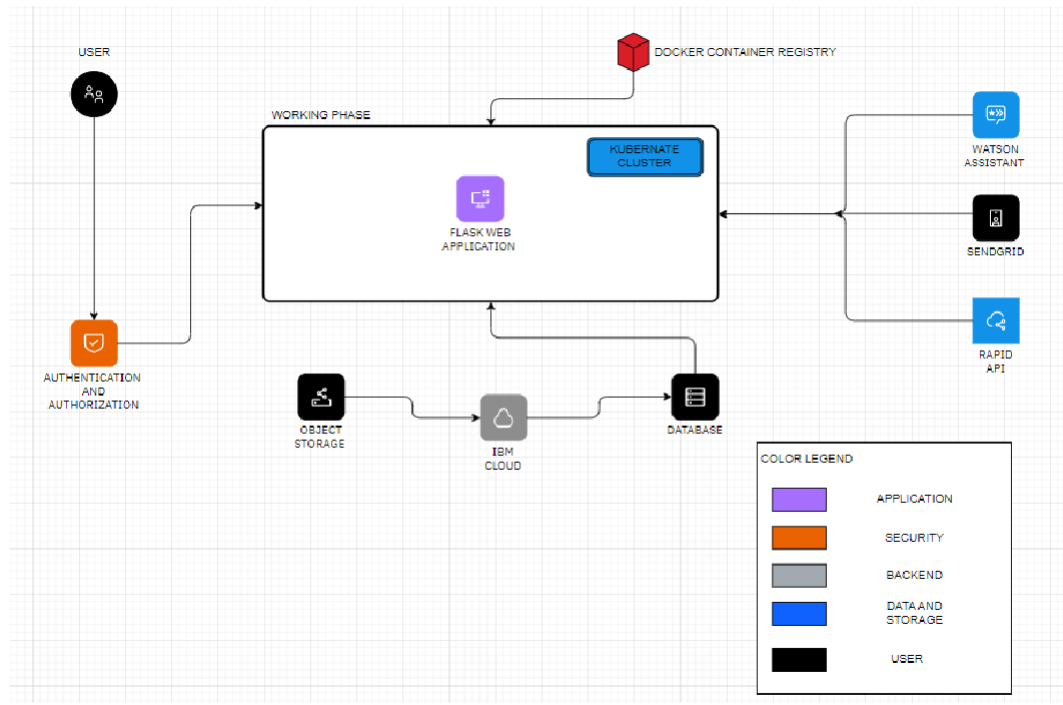 USER
DOCKER CONTAINER REGISTRY
WORKING PHASE
KUBERNATE
CLUSTER
WATSON
ASSISTANT
FLASK WEB
APPLICATION
SENDGRID
RAPID
API
AUTHENTICATION
AND
AUTHORIZATION
OBJECT
STORAGE
IBM
CLOUD
DATABASE
COLOR LEGEND
APPLICATION
SECURITY
BACKEND
DATA AND
STORAGE
USER